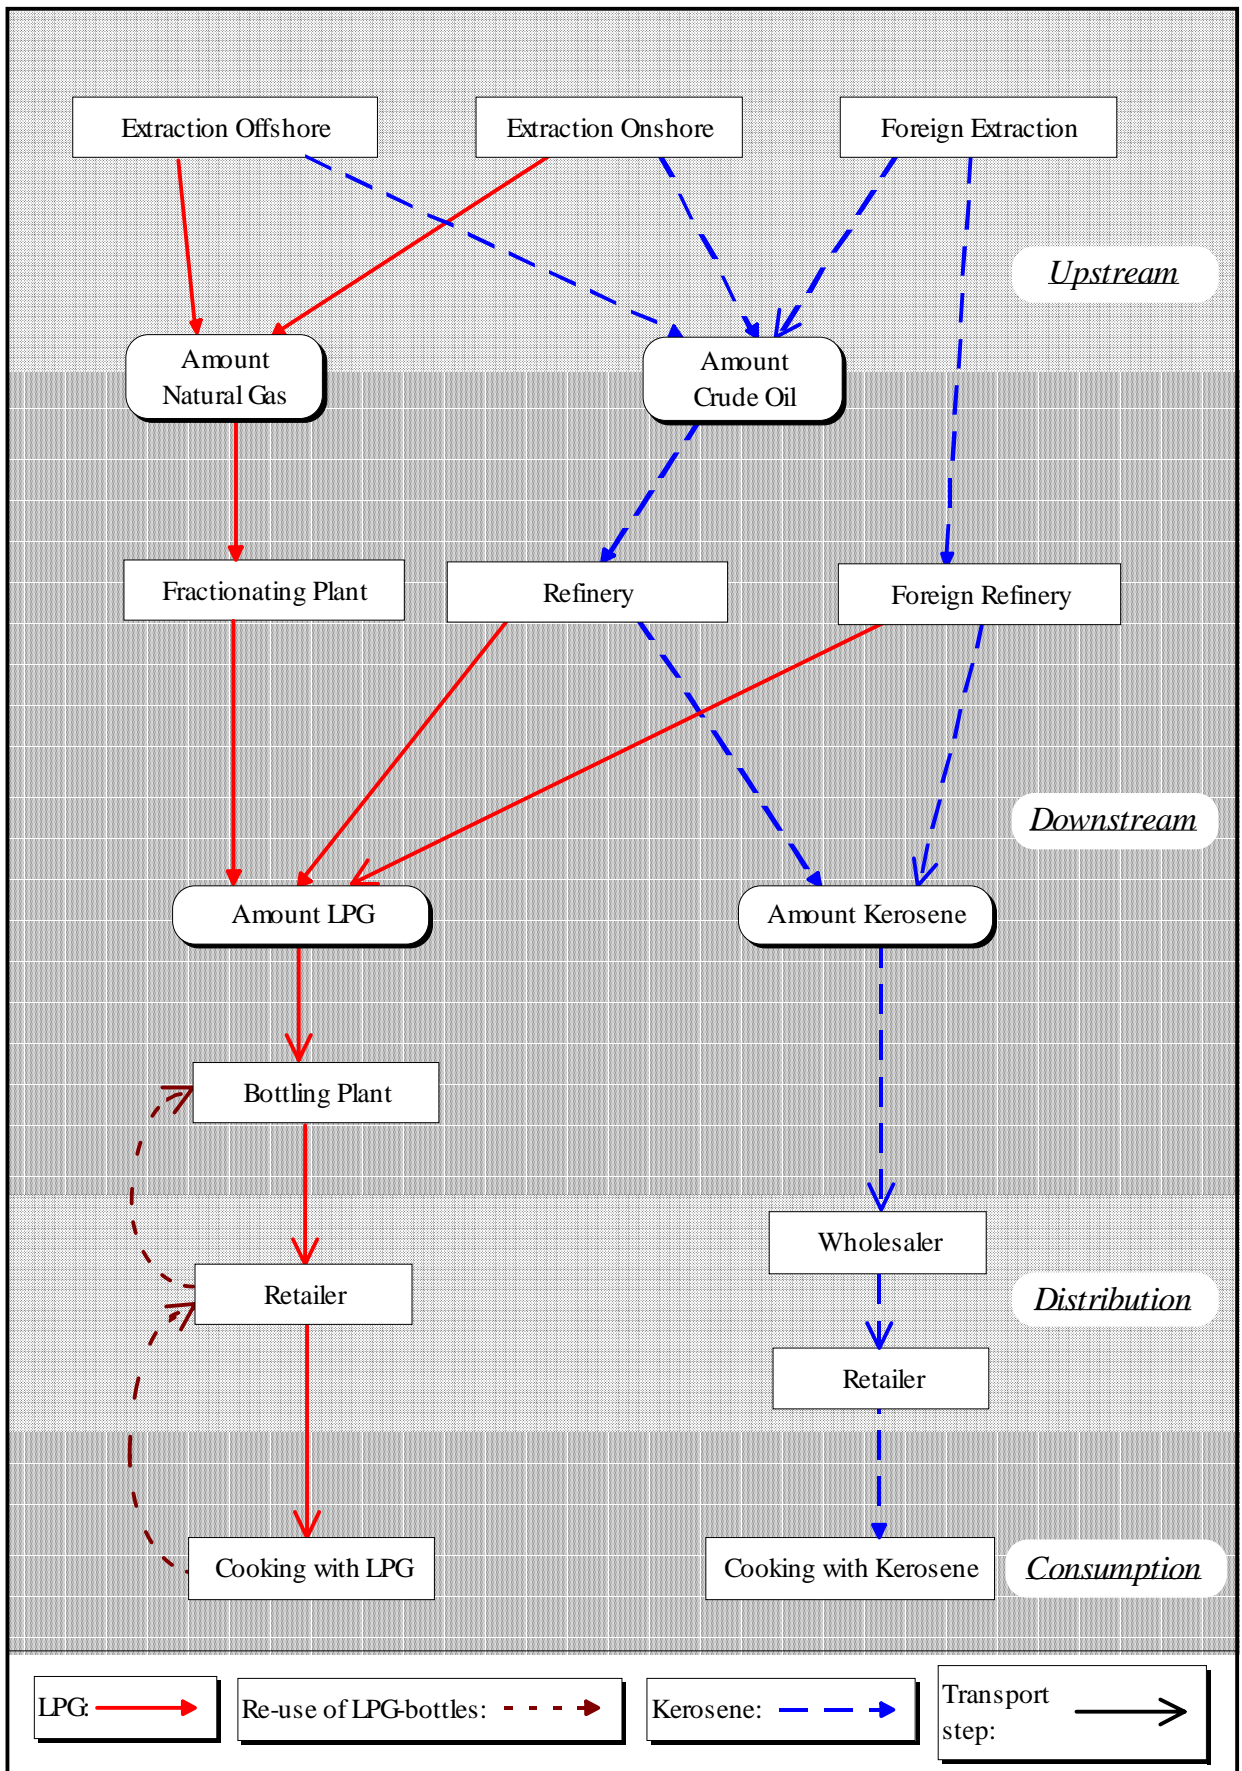 Extraction Offshore
Extraction Onshore
Foreign Extraction
Upstream
Amount
Natural Gas
Amount
Crude Oil
Fractionating Plant
Refinery
Foreign Refinery
Downstream
Amount LPG
Amount Kerosene
Bottling Plant
Wholesaler
Retailer
Distribution
Retailer
Cooking with LPG
Cooking with Kerosene
Consumption
LPG:
Re-use of LPG-bottles:
Kerosene:
Transport
step: